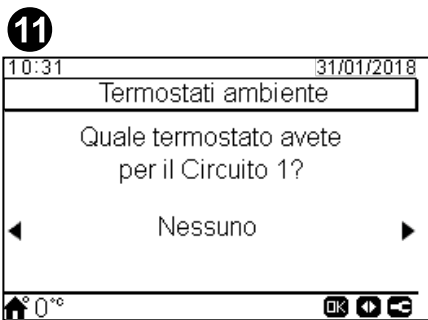 11
10:31 31/01/2018
Termostati ambiente
Quale termostato avete
per il Circuito 1?
Nessuno
0°C OK